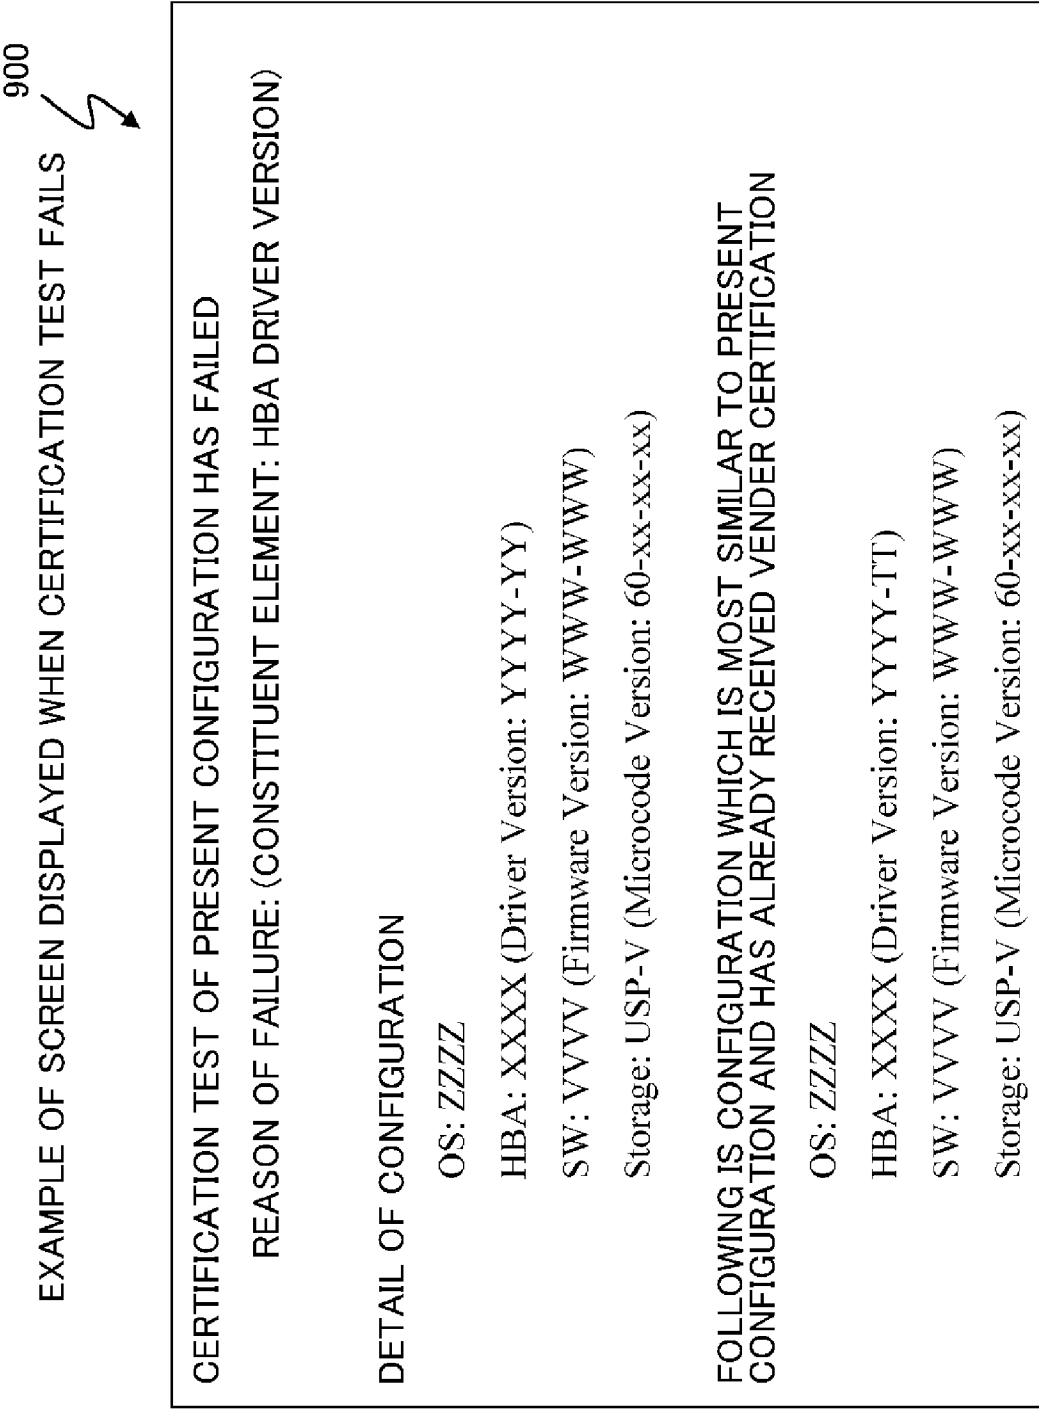 900
EXAMPLE OF SCREEN DISPLAYED WHEN CERTIFICATION TEST FAILS
CERTIFICATION TEST OF PRESENT CONFIGURATION HAS FAILED
REASON OF FAILURE: (CONSTITUENT ELEMENT: HBA DRIVER VERSION)
DETAIL OF CONFIGURATION
OS: ZZZZ
HBA: XXXX (Driver Version: YYYY-YY)
SW: VVVV (Firmware Version: WWW-WWW)
Storage: USP-V (Microcode Version: 60-xx-xx-xx)
FOLLOWING IS CONFIGURATION WHICH IS MOST SIMILAR TO PRESENT
CONFIGURATION AND HAS ALREADY RECEIVED VENDER CERTIFICATION
OS: ZZZZ
HBA: XXXX (Driver Version: YYYY-TT)
SW: VVVV (Firmware Version: WWW-WWW)
Storage: USP-V (Microcode Version: 60-xx-xx-xx)